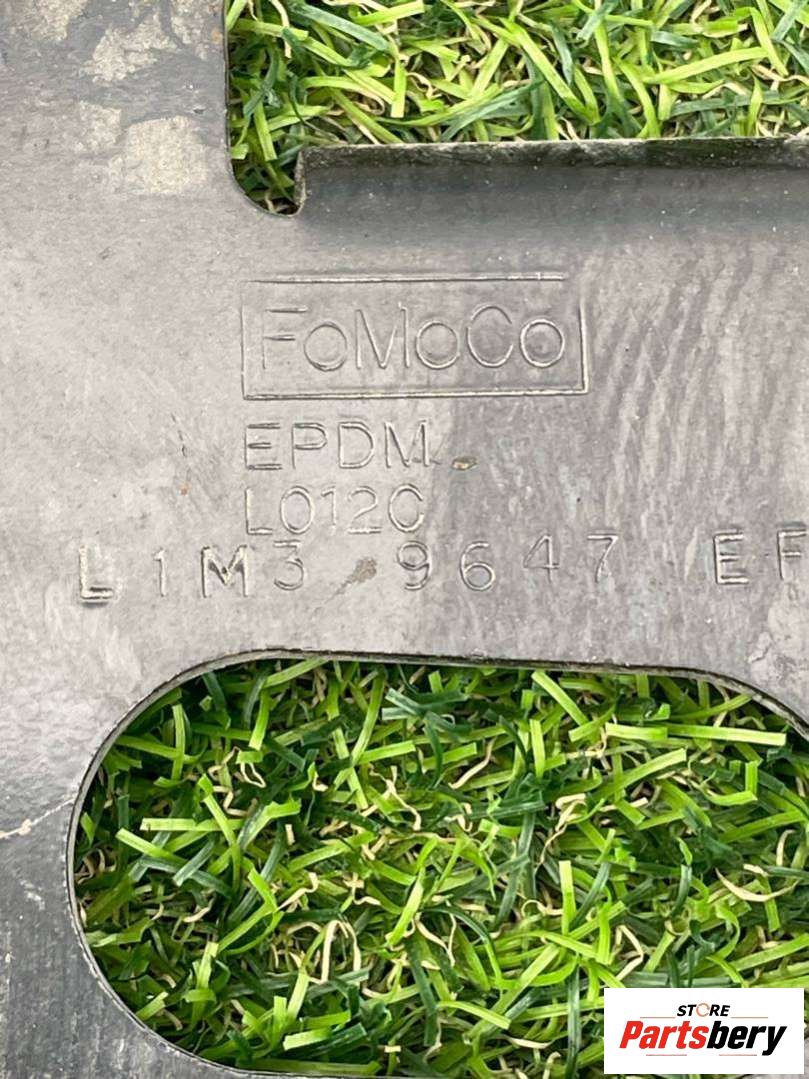 FoMoCo
EPDM
L012C
L1M3 9647 EF
STORE
Partsbery